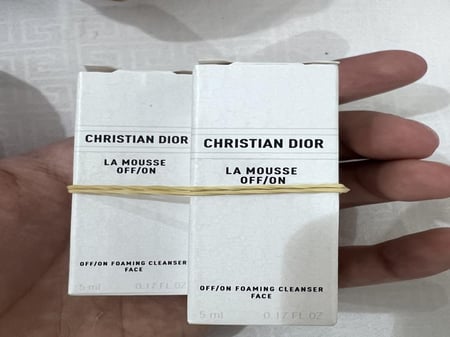 CHRISTIAN DIOR
LA MOUSSE
OFF/ON
OFF/ON FOAMING CLEANSER
FACE
5 ml 0.17 FL OZ
CHRISTIAN DIOR
LA MOUSSE
OFF/ON
OFF/ON FOAMING CLEANSER
FACE
5 ml 0.17 FL OZ